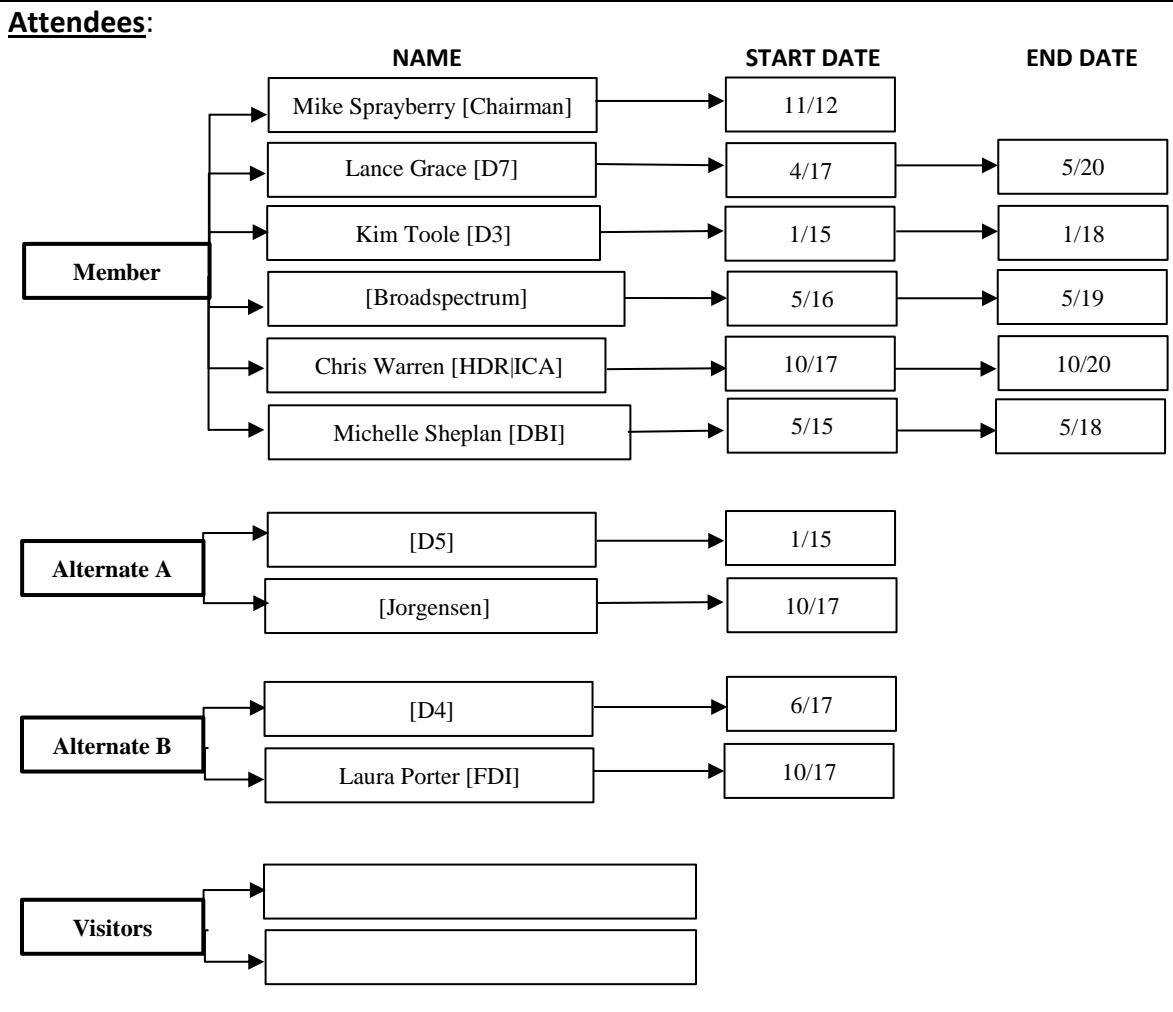 Attendees:
NAME START DATE END DATE
Mike Sprayberry [Chairman] 11/12
Lance Grace [D7] 4/17 5/20
Kim Toole [D3] 1/15 1/18
Member
[Broadspectrum] 5/16 5/19
Chris Warren [HDR|ICA] 10/17 10/20
Michelle Sheplan [DBI] 5/15 5/18
[D5] 1/15
Alternate A
[Jorgensen] 10/17
[D4] 6/17
Alternate B
Laura Porter [FDI] 10/17
Visitors